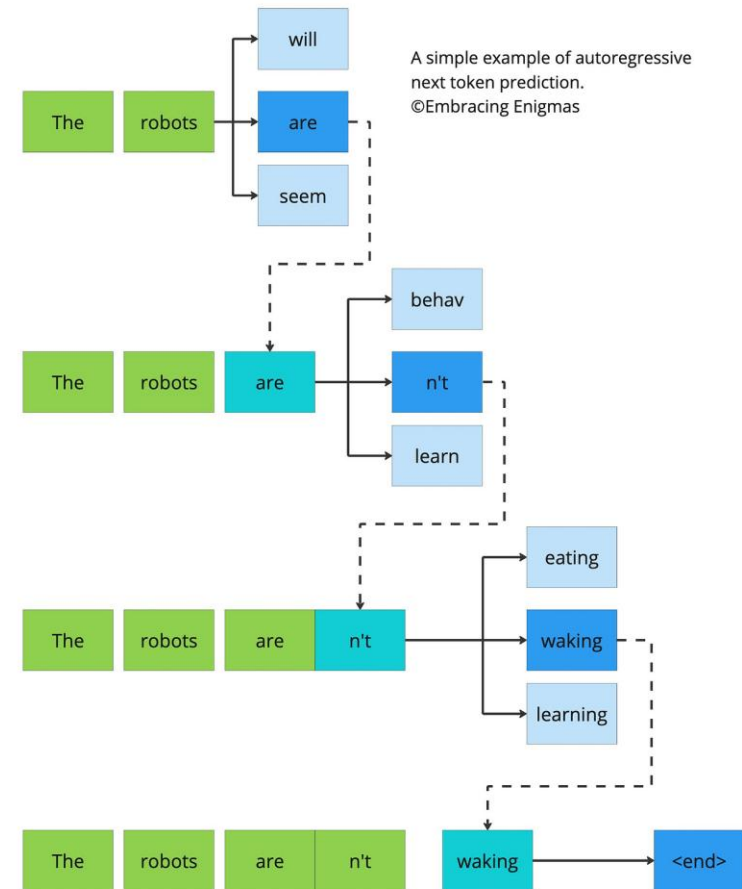 will
A simple example of autoregressive
next token prediction.
©Embracing Enigmas
The robots are
seem
behav
The robots are n't
learn
eating
The robots are n't waking
learning
The robots are n't waking <end>